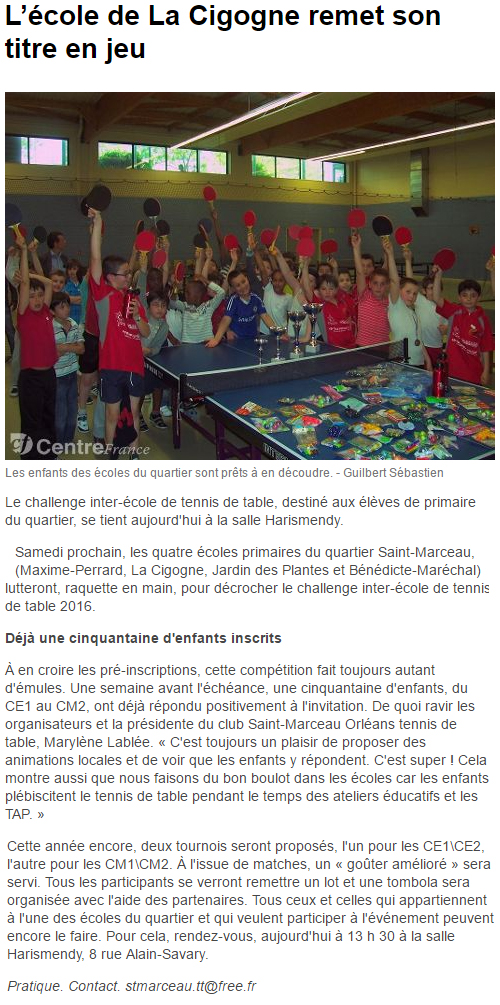 L’école de La Cigogne remet son
titre en jeu
CentreFrance
Les enfants des écoles du quartier sont prêts à en découdre. - Guilbert Sébastien
Le challenge inter-école de tennis de table, destiné aux élèves de primaire
du quartier, se tient aujourd'hui à la salle Harismendy.
Samedi prochain, les quatre écoles primaires du quartier Saint-Marceau,
(Maxime-Perrard, La Cigogne, Jardin des Plantes et Bénédicte-Maréchal)
lutteront, raquette en main, pour décrocher le challenge inter-école de tennis
de table 2016.
Déjà une cinquantaine d'enfants inscrits
À en croire les pré-inscriptions, cette compétition fait toujours autant
d'émules. Une semaine avant l'échéance, une cinquantaine d'enfants, du
CE1 au CM2, ont déjà répondu positivement à l'invitation. De quoi ravir les
organisateurs et la présidente du club Saint-Marceau Orléans tennis de
table, Marylène Lablée. « C'est toujours un plaisir de proposer des
animations locales et de voir que les enfants y répondent. C'est super ! Cela
montre aussi que nous faisons du bon boulot dans les écoles car les enfants
plébiscitent le tennis de table pendant le temps des ateliers éducatifs et les
TAP. »
Cette année encore, deux tournois seront proposés, l'un pour les CE1\CE2,
l'autre pour les CM1\CM2. À l'issue de matches, un « goûter amélioré » sera
servi. Tous les participants se verront remettre un lot et une tombola sera
organisée avec l'aide des partenaires. Tous ceux et celles qui appartiennent
à l'une des écoles du quartier et qui veulent participer à l'événement peuvent
encore le faire. Pour cela, rendez-vous, aujourd'hui à 13 h 30 à la salle
Harismendy, 8 rue Alain-Savary.
Pratique. Contact. stmarceau.tt@free.fr